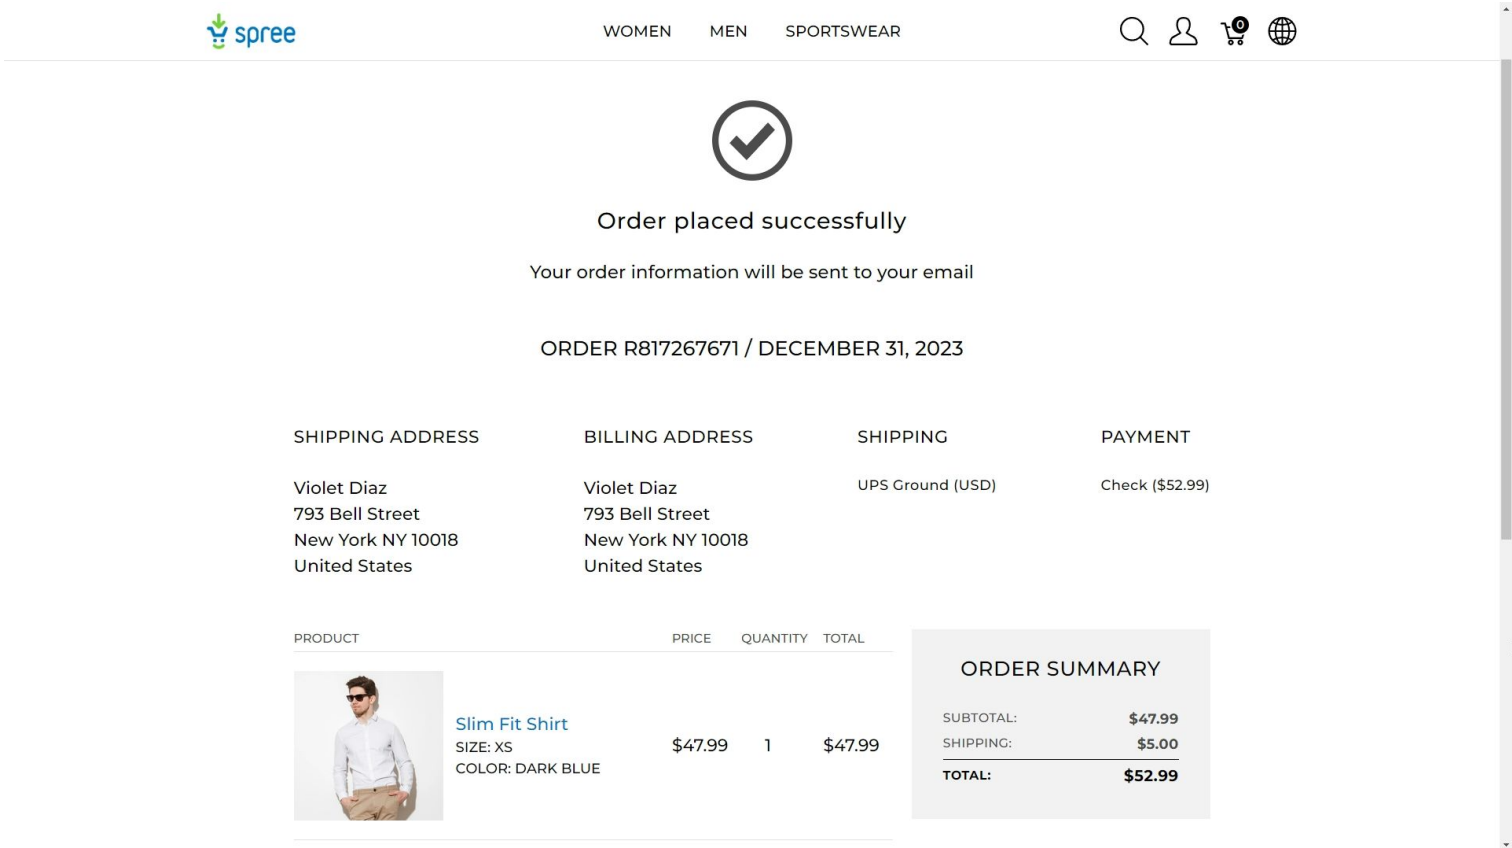 spree
WOMEN
MEN
SPORTSWEAR
0
Order placed successfully
Your order information will be sent to your email
ORDER R817267671 / DECEMBER 31, 2023
SHIPPING ADDRESS
Violet Diaz
793 Bell Street
New York NY 10018
United States
BILLING ADDRESS
Violet Diaz
793 Bell Street
New York NY 10018
United States
SHIPPING
UPS Ground (USD)
PAYMENT
Check ($52.99)
PRODUCT PRICE QUANTITY TOTAL
Slim Fit Shirt
SIZE: XS
COLOR: DARK BLUE
$47.99 1 $47.99
ORDER SUMMARY
SUBTOTAL: $47.99
SHIPPING: $5.00
TOTAL: $52.99